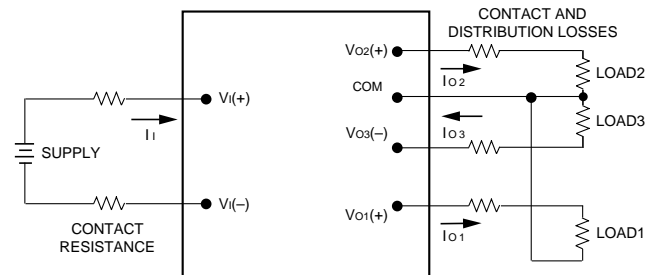 CONTACT AND
DISTRIBUTION LOSSES
VO2(+)
IO2
LOAD2
COM
VI(+)
II
IO3
LOAD3
SUPPLY
VO3(–)
VI(–)
VO1(+)
CONTACT
RESISTANCE
IO1
LOAD1